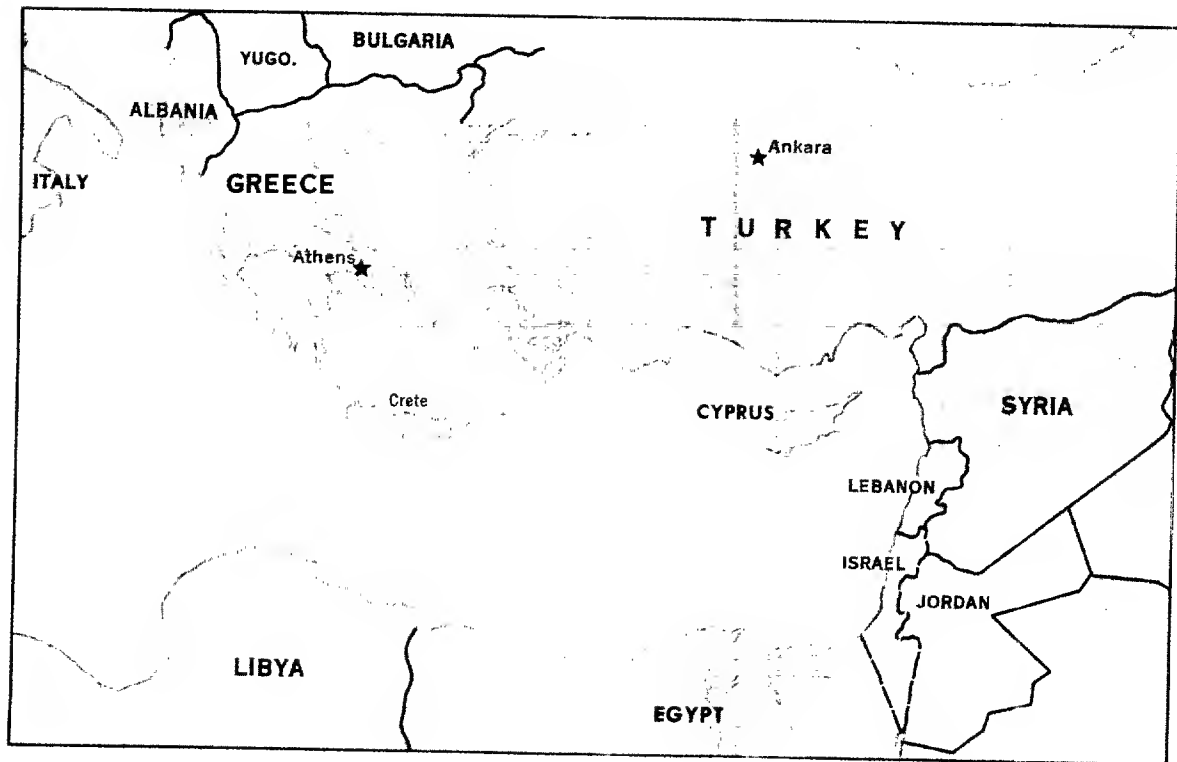 BULGARIA
YUGO.
ALBANIA
Ankara
ITALY
GREECE
TURKEY
Athens
Crete
CYPRUS
SYRIA
LEBANON
ISRAEL
JORDAN
LIBYA
EGYPT